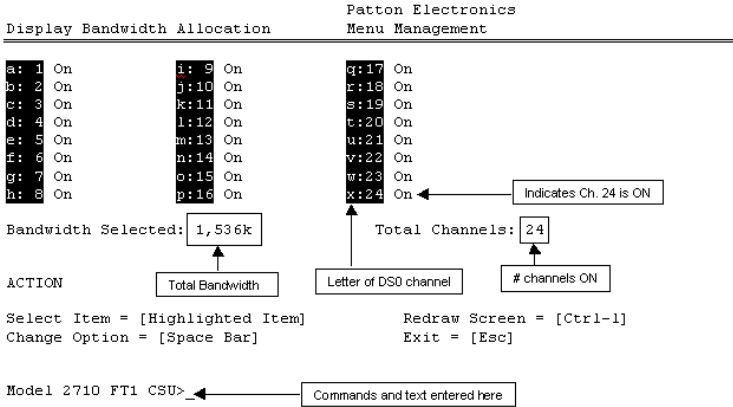 Patton Electronics
Display Bandwidth Allocation Menu Management
a: 1 On i: 9 On q:17 On
b: 2 On j:10 On r:18 On
c: 3 On k:11 On s:19 On
d: 4 On l:12 On t:20 On
e: 5 On m:13 On u:21 On
f: 6 On n:14 On v:22 On
g: 7 On o:15 On w:23 On
h: 8 On p:16 On x:24 On Indicates Ch. 24 is ON
Bandwidth Selected: 1,536k Total Channels: 24
ACTION Total Bandwidth Letter of DS0 channel # channels ON
Select Item = [Highlighted Item] Redraw Screen = [Ctrl-l]
Change Option = [Space Bar] Exit = [Esc]
Model 2710 FT1 CSU>_ Commands and text entered here